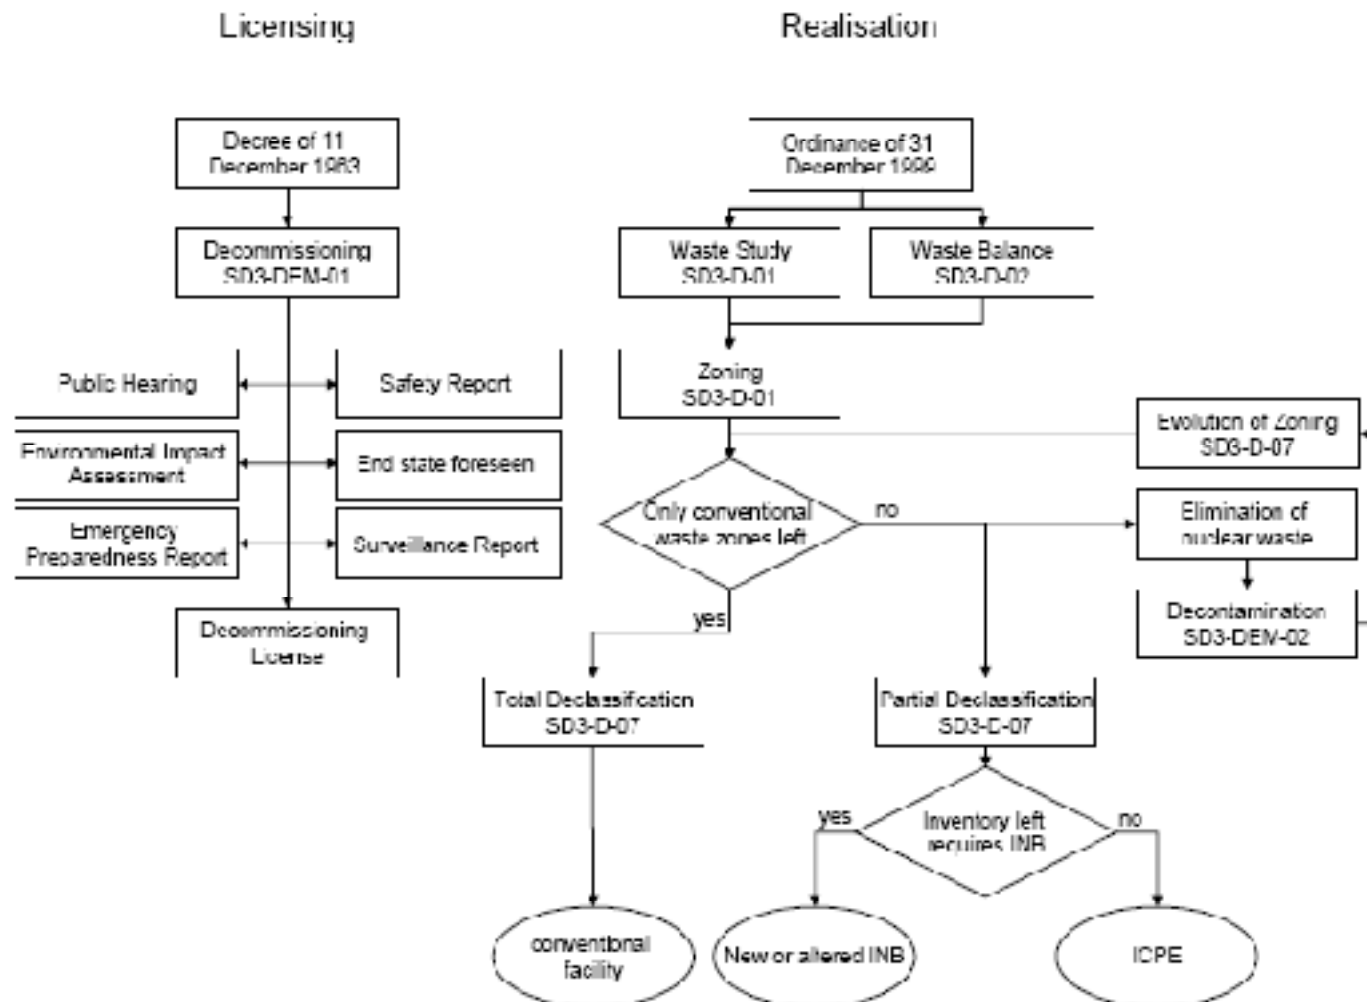 Licensing
Realisation
Decree of 11
December 1963
Decommissioning
SD3-DEM-01
Public Hearing
Safety Report
Environmental Impact
Assessment
End state foreseen
Emergency
Preparedness Report
Surveillance Report
Decommissioning
License
Ordinance of 31
December 1999
Waste Study
SD3-D-01
Waste Balance
SD3-D-02
Zoning
SD3-D-01
Evolution of Zoning
SD3-D-07
Only conventional
waste zones left
no
Elimination of
nuclear waste
yes
Decontamination
SD3-DEM-02
Total Declassification
SD3-D-07
Partial Declassification
SD3-D-07
yes
Inventory left
requires INB
no
conventional
facility
New or altered INB
ICPE